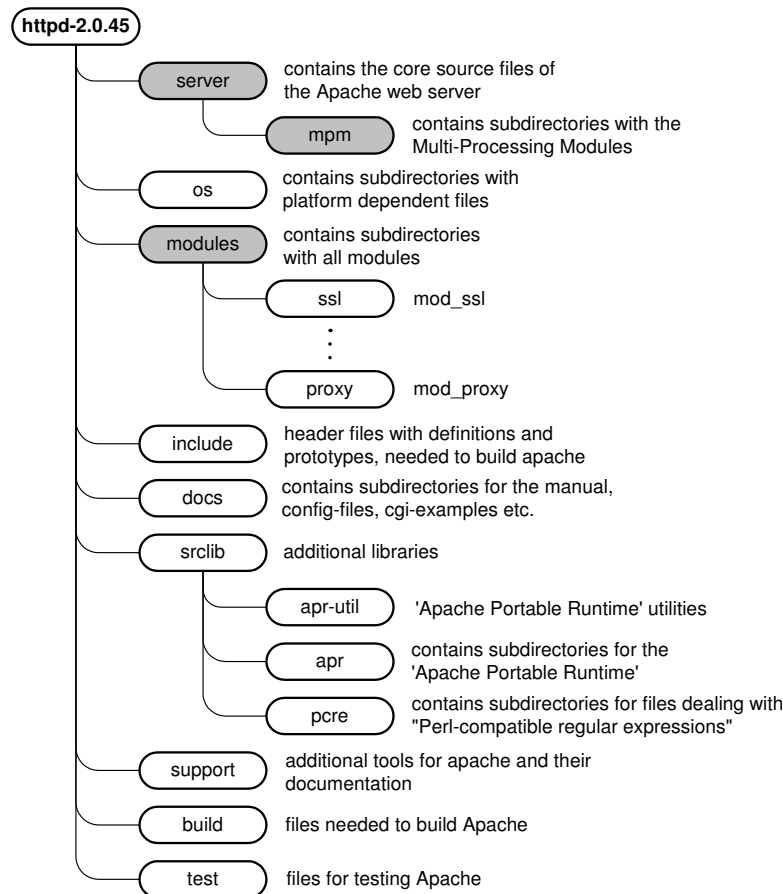 httpd-2.0.45
server
contains the core source files of
the Apache web server
mpm
contains subdirectories with the
Multi-Processing Modules
os
contains subdirectories with
platform dependent files
modules
contains subdirectories
with all modules
ssl
mod_ssl
proxy
mod_proxy
include
header files with definitions and
prototypes, needed to build apache
docs
contains subdirectories for the manual,
config-files, cgi-examples etc.
srclib
additional libraries
apr-util
'Apache Portable Runtime' utilities
apr
contains subdirectories for the
'Apache Portable Runtime'
pcre
contains subdirectories for files dealing with
"Perl-compatible regular expressions"
support
additional tools for apache and their
documentation
build
files needed to build Apache
test
files for testing Apache